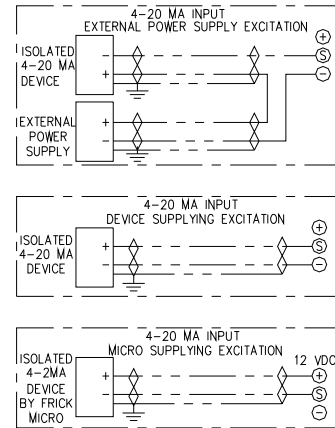 4-20 MA INPUT
EXTERNAL POWER SUPPLY EXCITATION
ISOLATED
4-20 MA
DEVICE
-
+
+
S
-
EXTERNAL
POWER
SUPPLY
+
-
4-20 MA INPUT
DEVICE SUPPLYING EXCITATION
ISOLATED
4-20 MA
DEVICE
+
-
+
S
-
4-20 MA INPUT
MICRO SUPPLYING EXCITATION
ISOLATED
4-2MA
DEVICE
BY FRICK
MICRO
+
-
12 VDC
+
S
-